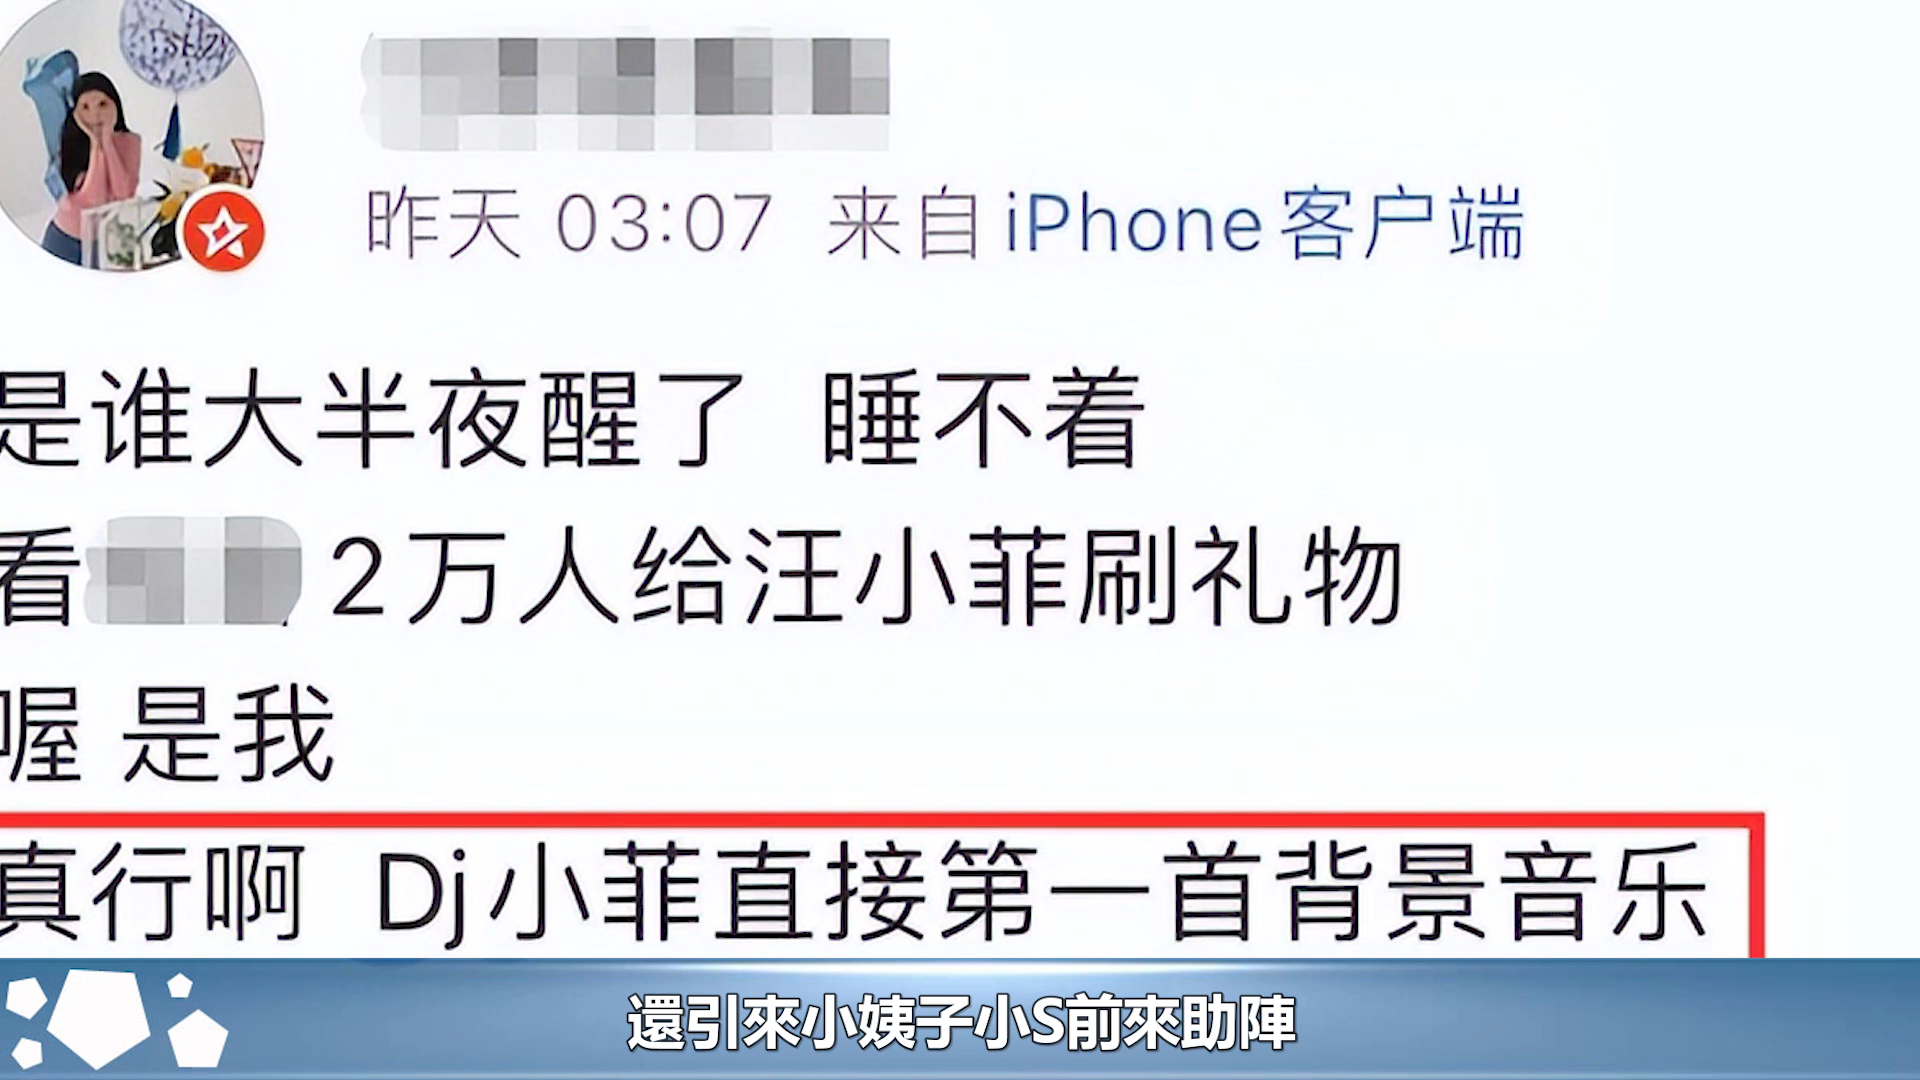 昨天 03:07 来自 iPhone客户端
是谁大半夜醒了 睡不着
看 2万人给汪小菲刷礼物
喔 是我
真行啊 Dj小菲直接第一首背景音乐
還引來小姨子小S前來助陣